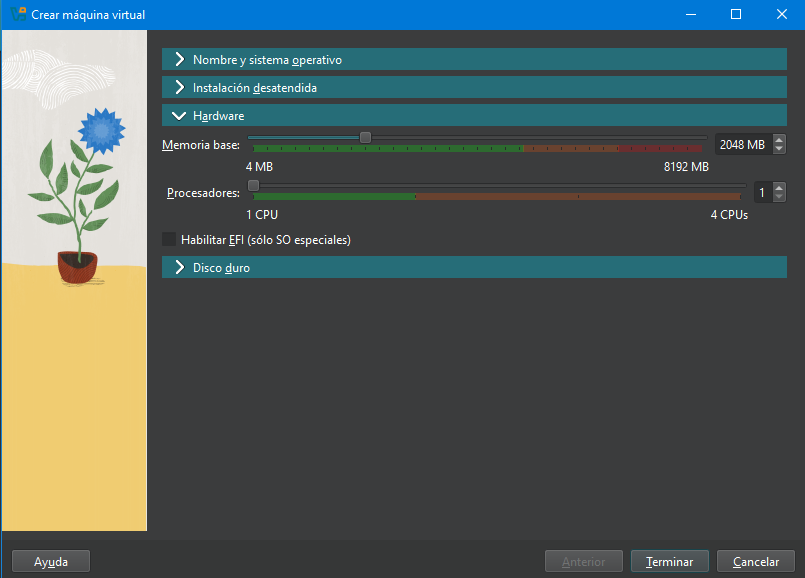 Crear máquina virtual
Nombre y sistema operativo
Instalación desatendida
Hardware
Memoria base: 2048 MB
4 MB 8192 MB
Procesadores: 1
1 CPU 4 CPUs
Habilitar EFI (sólo SO especiales)
Disco duro
Ayuda Anterior Terminar Cancelar